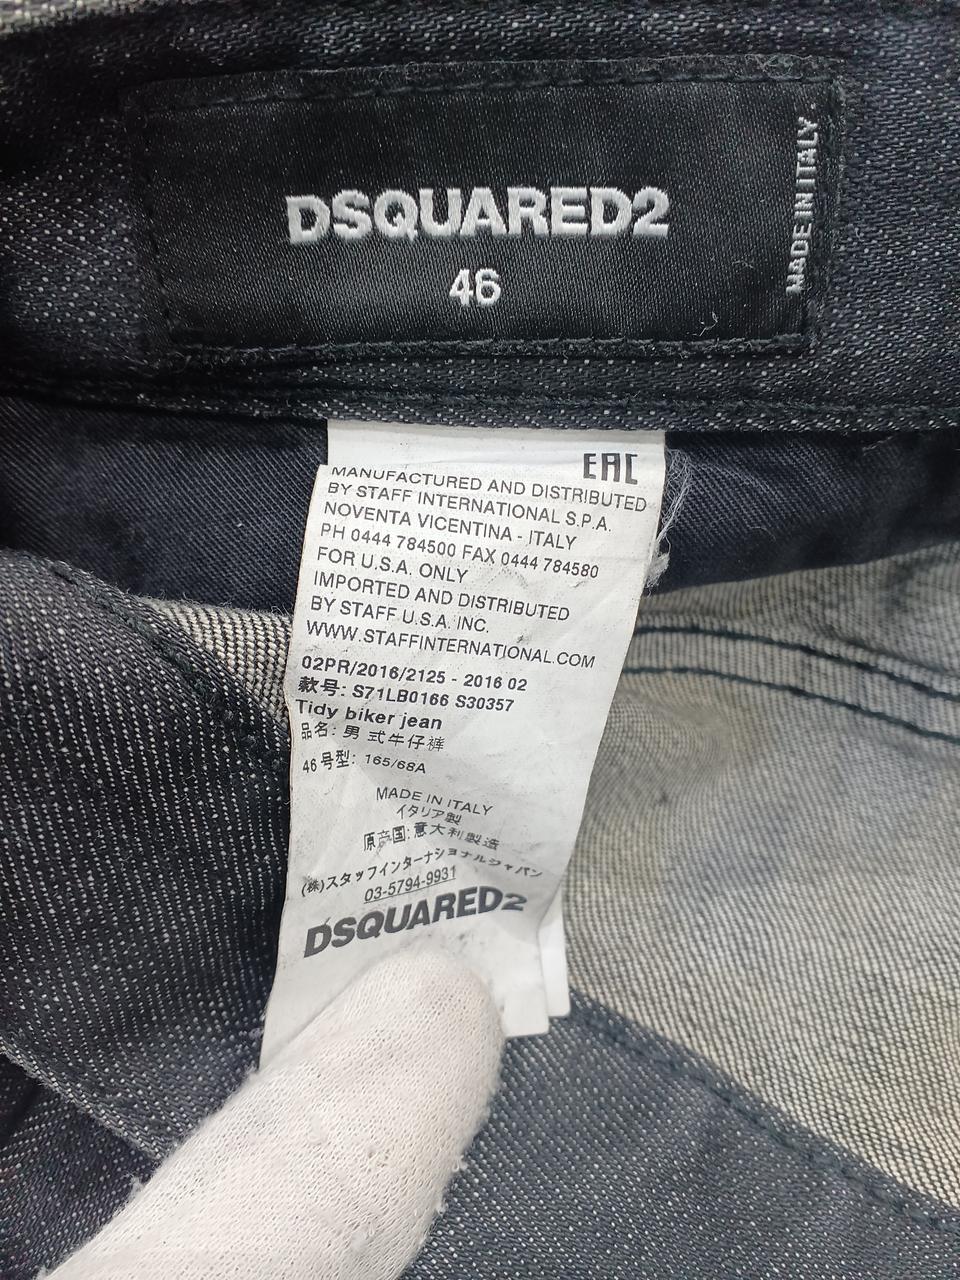 DSQUARED2
46
MADE IN ITALY
EAC
MANUFACTURED AND DISTRIBUTED
BY STAFF INTERNATIONAL S.P.A.
NOVENTA VICENTINA - ITALY
PH 0444 784500 FAX 0444 784580
FOR U.S.A. ONLY
IMPORTED AND DISTRIBUTED
BY STAFF U.S.A. INC.
WWW.STAFFINTERNATIONAL.COM
02PR/2016/2125 - 2016 02
款号: S71LB0166 S30357
Tidy biker jean
品名: 男 式牛仔裤
46号型: 165/68A
MADE IN ITALY
イタリア製
原产国: 意大利製造
(株)スタッフインターナショナルジャパン
03-5794-9931
DSQUARED2